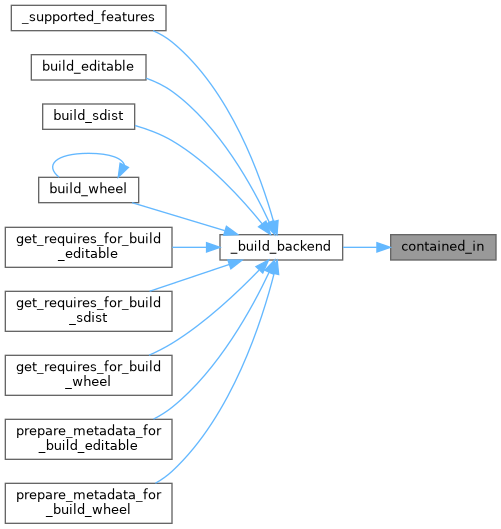 _supported_features
build_editable
build_sdist
build_wheel
get_requires_for_build
_editable
get_requires_for_build
_sdist
get_requires_for_build
_wheel
prepare_metadata_for
_build_editable
prepare_metadata_for
_build_wheel
_build_backend
contained_in